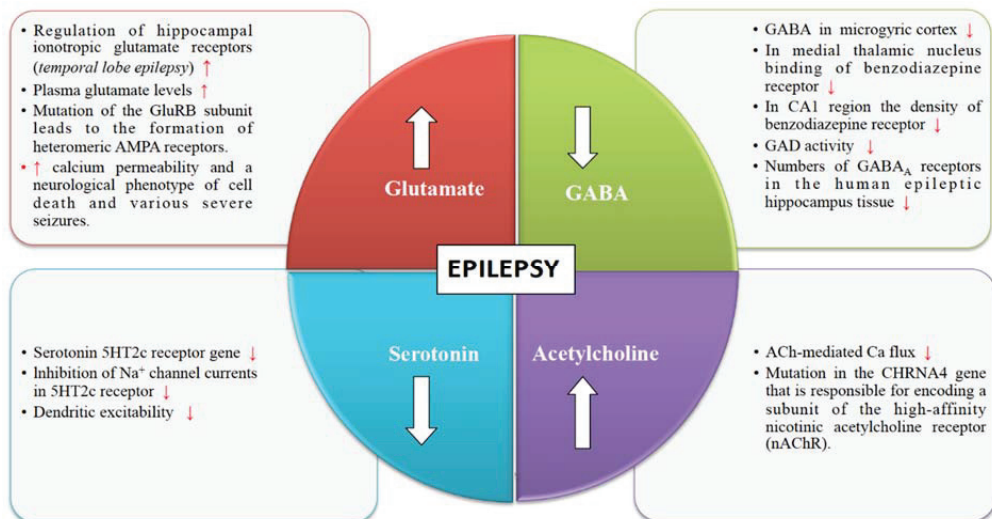 • Regulation of hippocampal
ionotropic glutamate receptors
(temporal lobe epilepsy) ↑
• Plasma glutamate levels ↑
• Mutation of the GluRB subunit
leads to the formation of
heteromeric AMPA receptors.
• ↑ calcium permeability and a
neurological phenotype of cell
death and various severe
seizures.
Glutamate
GABA
• GABA in microgyric cortex ↓
• In medial thalamic nucleus
binding of benzodiazepine
receptor ↓
• In CA1 region the density of
benzodiazepine receptor ↓
• GAD activity ↓
• Numbers of GABAA receptors
in the human epileptic
hippocampus tissue ↓
EPILEPSY
• Serotonin 5HT2c receptor gene ↓
• Inhibition of Na⁺ channel currents
in 5HT2c receptor ↓
• Dendritic excitability ↓
Serotonin
Acetylcholine
• ACh-mediated Ca flux ↓
• Mutation in the CHRNA4 gene
that is responsible for encoding a
subunit of the high-affinity
nicotinic acetylcholine receptor
(nAChR).